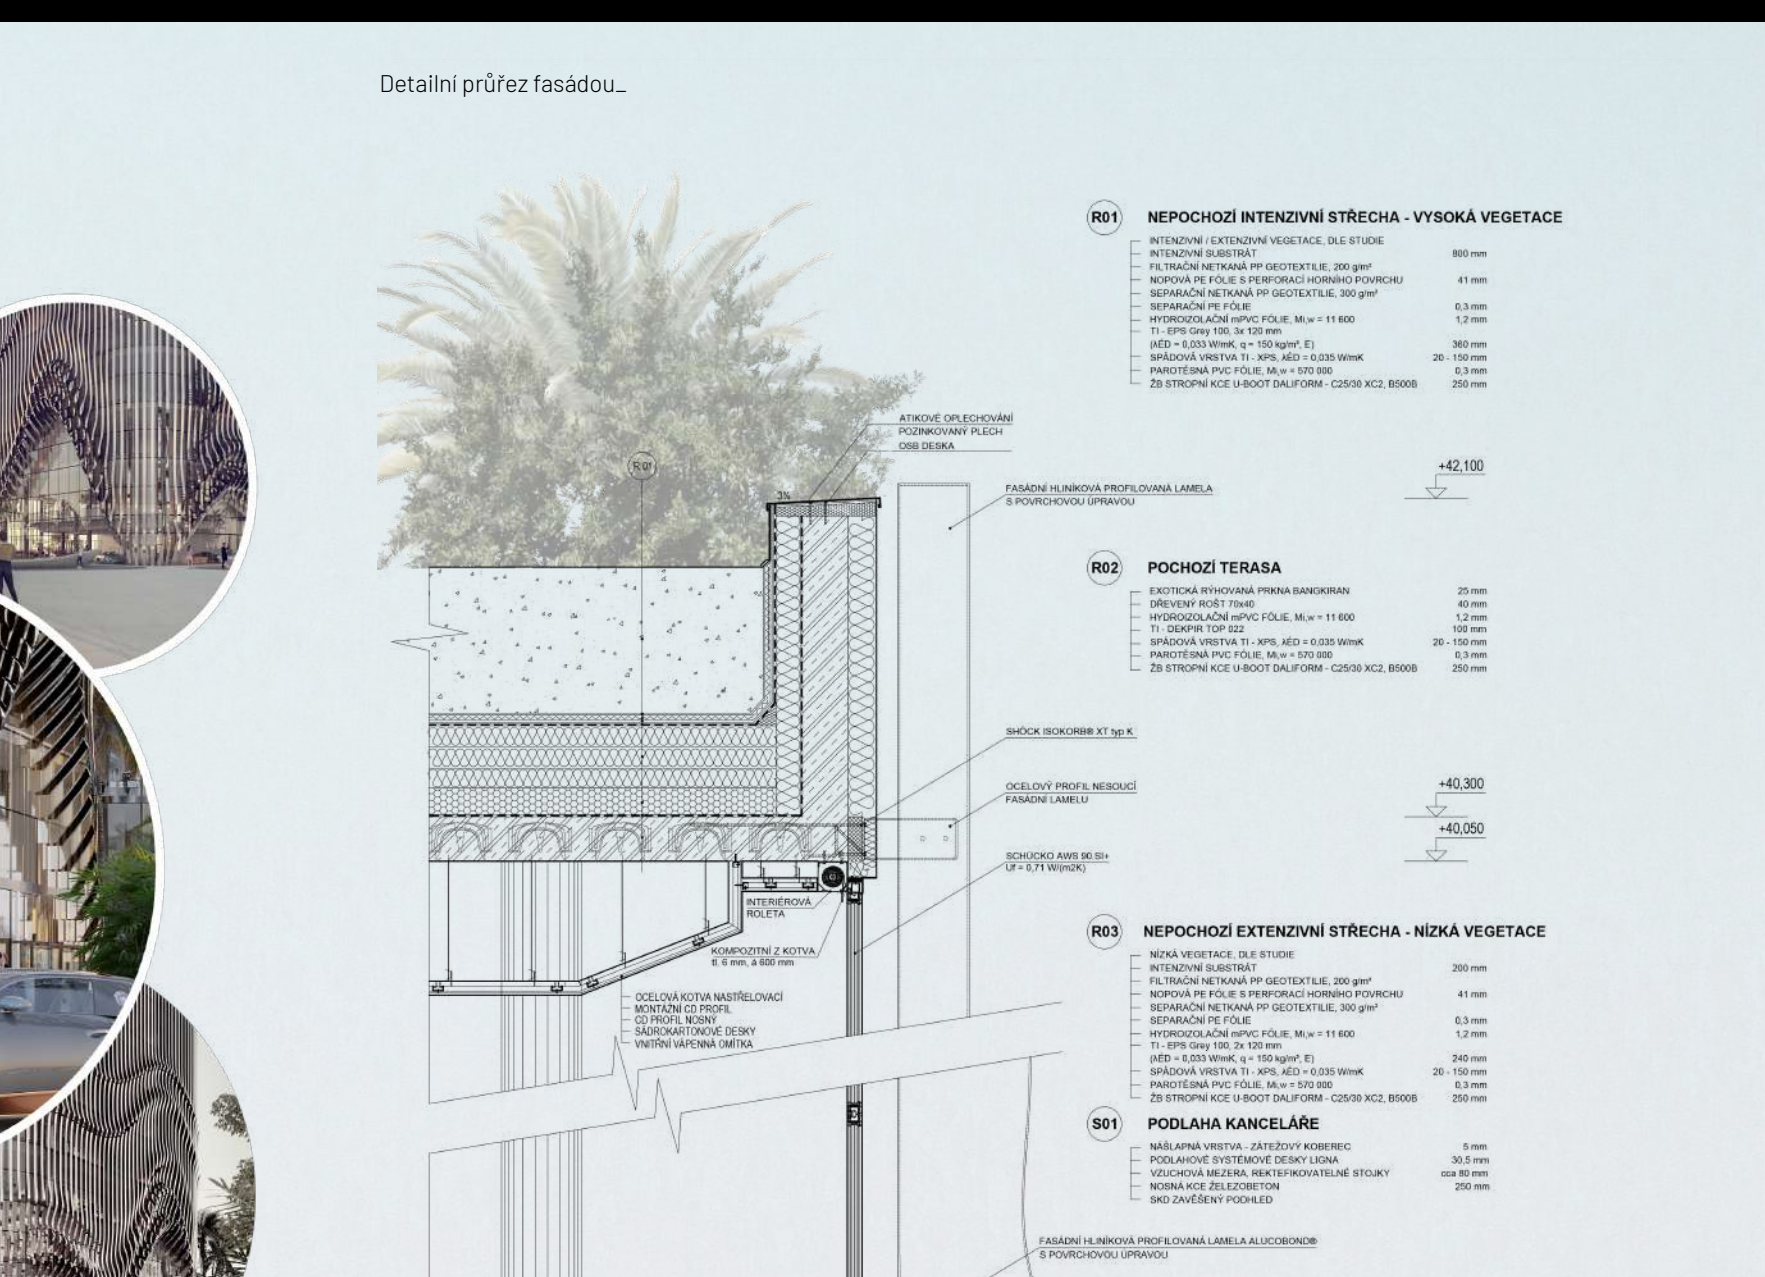 Detailní průřez fasádou_
R01 NEPOCHOZÍ INTENZIVNÍ STŘECHA - VYSOKÁ VEGETACE
INTENZIVNÍ / EXTENZIVNÍ VEGETACE, DLE STUDIE
INTENZIVNÍ SUBSTRÁT 800 mm
FILTRAČNÍ NETKANÁ PP GEOTEXTILIE, 200 g/m²
NOPOVÁ PE FÓLIE S PERFORACÍ HORNÍHO POVRCHU 41 mm
SEPARAČNÍ NETKANÁ PP GEOTEXTILIE, 300 g/m²
SEPARAČNÍ PE FÓLIE 0,3 mm
HYDROIZOLAČNÍ mPVC FÓLIE, Mi,w = 11 600 1,2 mm
TI - EPS Grey 100, 3x 120 mm
(λED = 0,033 W/mK, q = 150 kg/m³, E) 360 mm
SPÁDOVÁ VRSTVA TI - XPS, λED = 0,035 W/mK 20 - 150 mm
PAROTĚSNÁ PVC FÓLIE, Mi,w = 570 000 0,3 mm
ŽB STROPNÍ KCE U-BOOT DALIFORM - C25/30 XC2, B500B 250 mm
ATIKOVÉ OPLECHOVÁNÍ
POZINKOVANÝ PLECH
OSB DESKA
R01
3%
+42,100
FASÁDNÍ HLINÍKOVÁ PROFILOVANÁ LAMELA
S POVRCHOVOU ÚPRAVOU
R02 POCHOZÍ TERASA
EXOTICKÁ RÝHOVANÁ PRKNA BANGKIRAN 25 mm
DŘEVENÝ ROŠT 70x40 40 mm
HYDROIZOLAČNÍ mPVC FÓLIE, Mi,w = 11 600 1,2 mm
TI - DEKPIR TOP 022 100 mm
SPÁDOVÁ VRSTVA TI - XPS, λED = 0,035 W/mK 20 - 150 mm
PAROTĚSNÁ PVC FÓLIE, Mi,w = 570 000 0,3 mm
ŽB STROPNÍ KCE U-BOOT DALIFORM - C25/30 XC2, B500B 250 mm
SHÖCK ISOKORB® XT typ K
OCELOVÝ PROFIL NESOUCÍ
FASÁDNÍ LAMELU
+40,300
+40,050
SCHÜCKO AWS 90.SI+
Uf = 0,71 W/(m2K)
INTERIÉROVÁ
ROLETA
KOMPOZITNÍ Z KOTVA
tl. 6 mm, á 600 mm
OCELOVÁ KOTVA NASTŘELOVACÍ
MONTÁŽNÍ CD PROFIL
CD PROFIL NOSNÝ
SÁDROKARTONOVÉ DESKY
VNITŘNÍ VÁPENNÁ OMÍTKA
R03 NEPOCHOZÍ EXTENZIVNÍ STŘECHA - NÍZKÁ VEGETACE
NÍZKÁ VEGETACE, DLE STUDIE
INTENZIVNÍ SUBSTRÁT 200 mm
FILTRAČNÍ NETKANÁ PP GEOTEXTILIE, 200 g/m²
NOPOVÁ PE FÓLIE S PERFORACÍ HORNÍHO POVRCHU 41 mm
SEPARAČNÍ NETKANÁ PP GEOTEXTILIE, 300 g/m²
SEPARAČNÍ PE FÓLIE 0,3 mm
HYDROIZOLAČNÍ mPVC FÓLIE, Mi,w = 11 600 1,2 mm
TI - EPS Grey 100, 2x 120 mm
(λED = 0,033 W/mK, q = 150 kg/m³, E) 240 mm
SPÁDOVÁ VRSTVA TI - XPS, λED = 0,035 W/mK 20 - 150 mm
PAROTĚSNÁ PVC FÓLIE, Mi,w = 570 000 0,3 mm
ŽB STROPNÍ KCE U-BOOT DALIFORM - C25/30 XC2, B500B 250 mm
S01 PODLAHA KANCELÁŘE
NÁŠLAPNÁ VRSTVA - ZÁTĚŽOVÝ KOBEREC 5 mm
PODLAHOVÉ SYSTÉMOVÉ DESKY LIGNA 30,5 mm
VZUCHOVÁ MEZERA, REKTEFIKOVATELNÉ STOJKY cca 80 mm
NOSNÁ KCE ŽELEZOBETON 250 mm
SKD ZAVĚŠENÝ PODHLED
FASÁDNÍ HLINÍKOVÁ PROFILOVANÁ LAMELA ALUCOBOND®
S POVRCHOVOU ÚPRAVOU